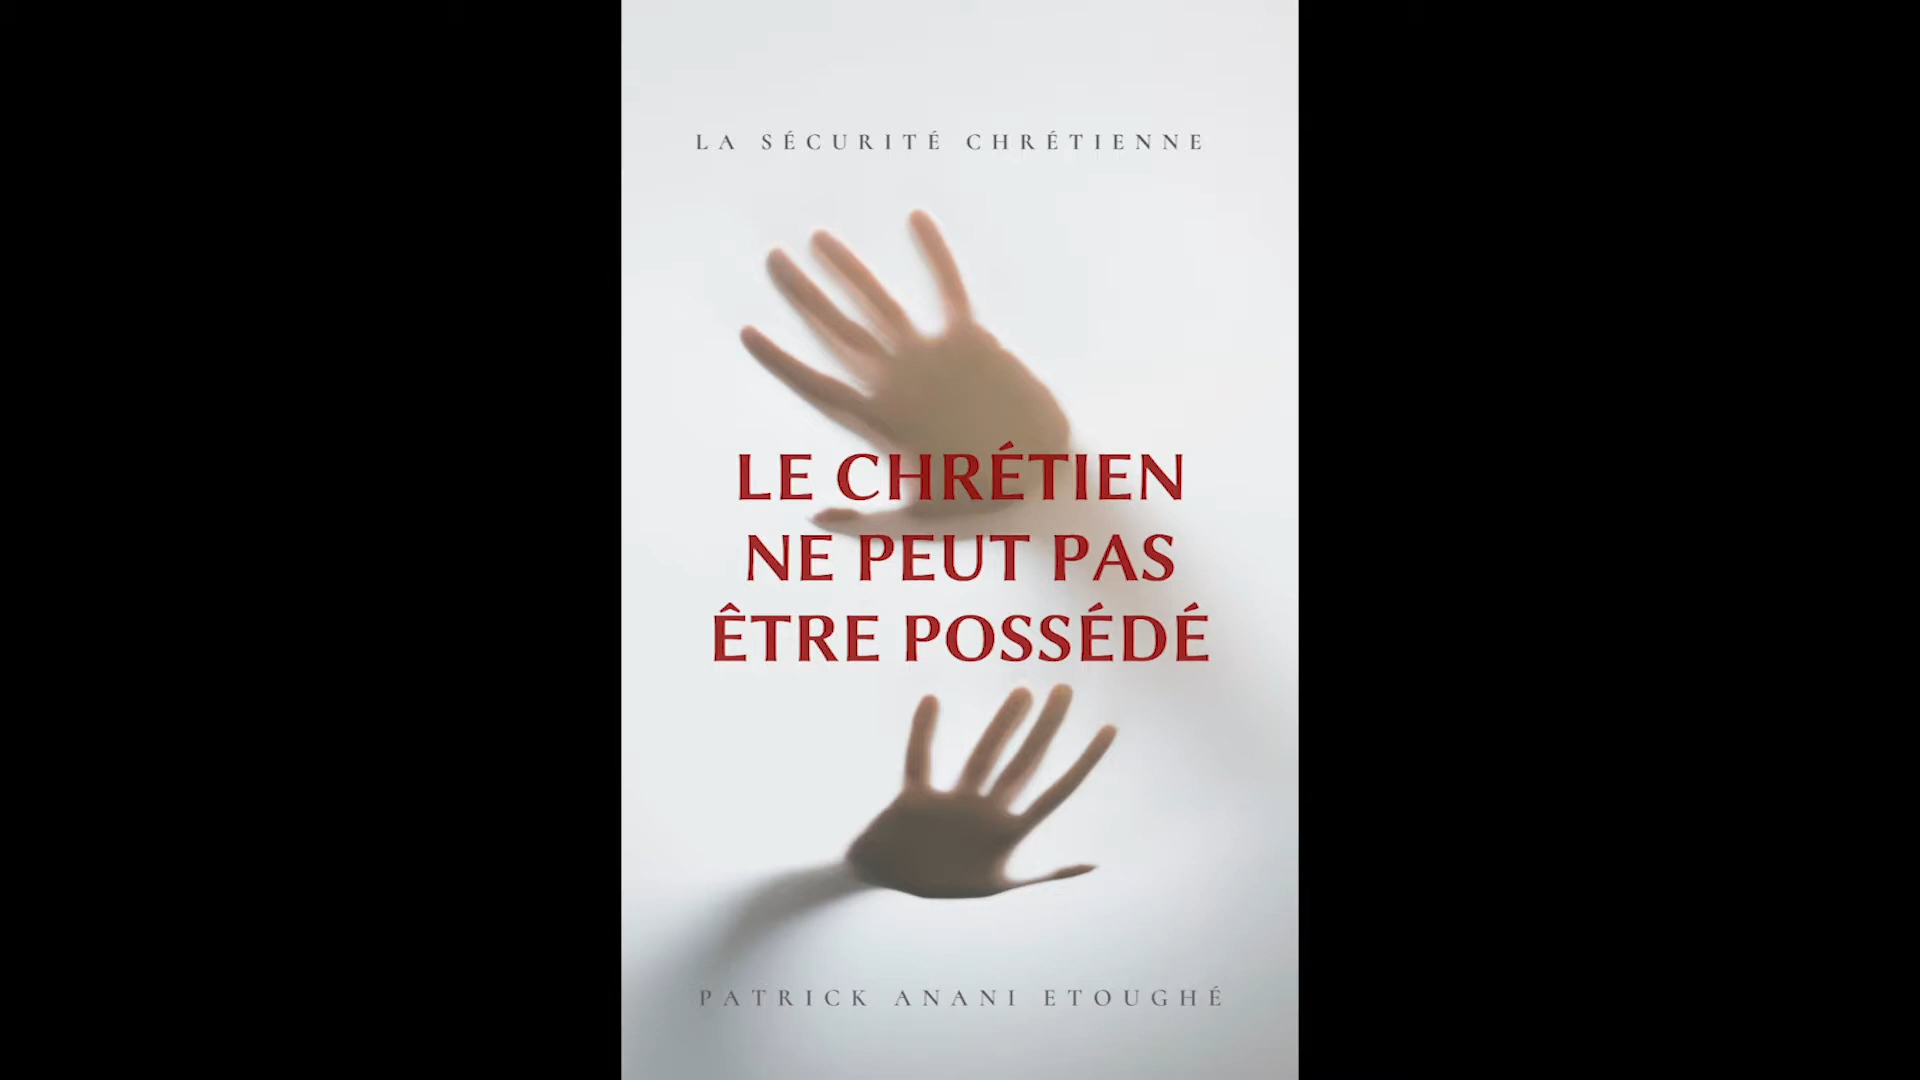 LA SÉCURITÉ CHRÉTIENNE
LE CHRÉTIEN
NE PEUT PAS
ÊTRE POSSÉDÉ
PATRICK ANANI ETOUGHÉ